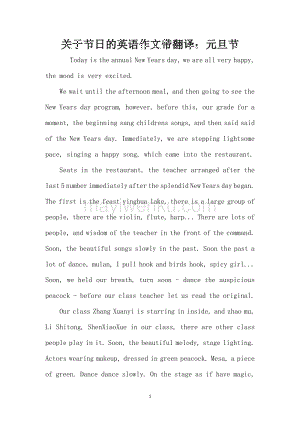 关于节日的英语作文带翻译：元旦节
Today is the annual New Years day, we are all very happy,
the mood is very excited.
We wait until the afternoon meal, and then going to see the
New Years day program, however, before this, our grade for a
moment, the beginning sang childrens songs, and then said said
of the New Years day. Immediately, we are stepping lightsome
pace, singing a happy song. which came into the restaurant.
Seats in the restaurant, the teacher arranged after the
last 5 number immediately after the splendid New Years day began.
The first is the feast yinghua lake, there is a large group of
people, there are the violin, flute, harp... There are lots of
people, and wisdom of the teacher in the front of the command.
Soon, the beautiful songs slowly in the past. Soon the past a
lot of dance, mulan, I pull hook and birds hook, spicy girl...
Soon, we held our breath, turn soon - dance the auspicious
peacock - before our class teacher let us read the original.
Our class Zhang Xuanyi is starring in inside, and zhao mu,
Li Shitong, ShenXiaoXue in our class, there are other class
people play in it. Soon, the beautiful melody, stage lighting.
Actors wearing makeup, dressed in green peacock. Mesa, a piece
of green. Dance dance slowly. On the stage as if have magic,
1